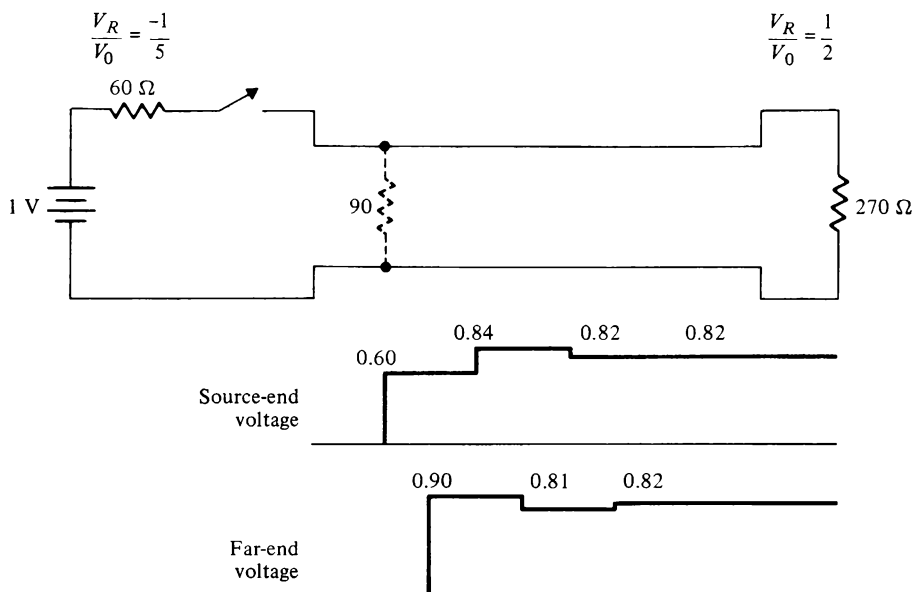 V_R/V_0 = -1/5
V_R/V_0 = 1/2
60 Ω
1 V
90
270 Ω
0.60
0.84
0.82
0.82
Source-end
voltage
0.90
0.81
0.82
Far-end
voltage